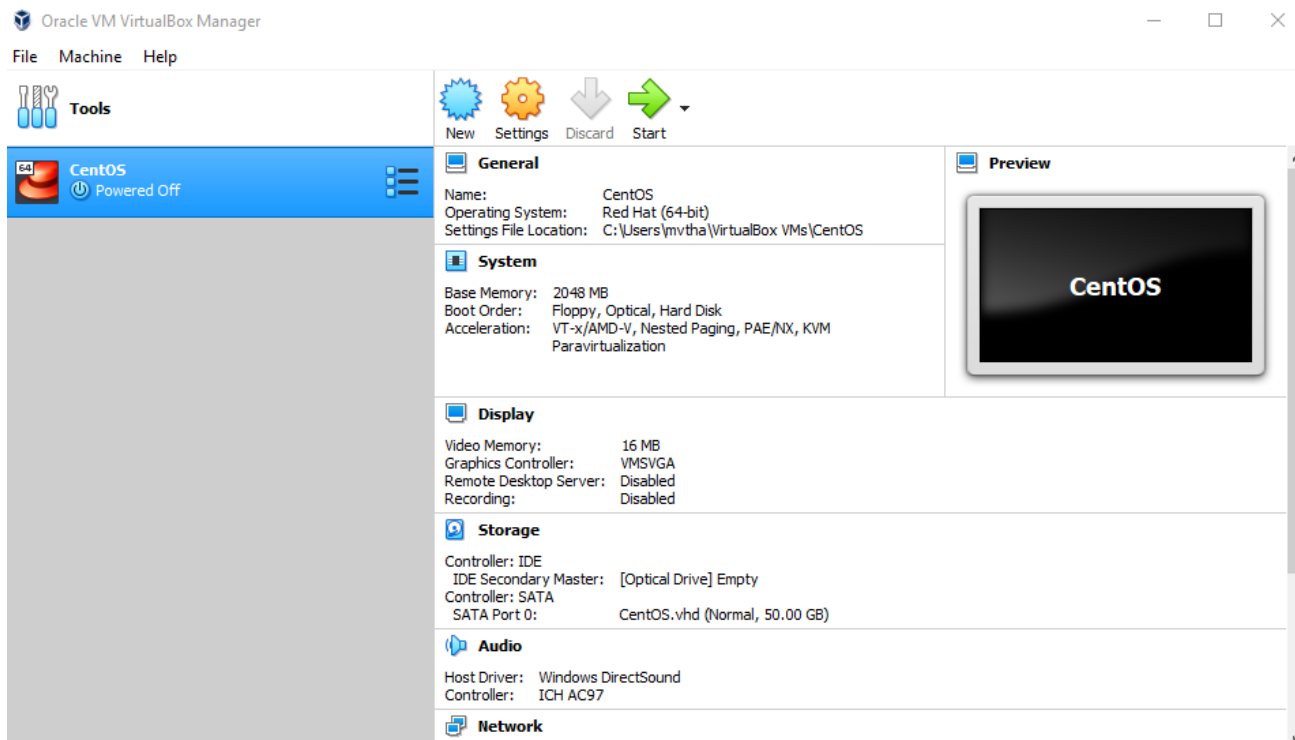 Oracle VM VirtualBox Manager
File Machine Help
Tools
New Settings Discard Start
64
CentOS
Powered Off
General
Name: CentOS
Operating System: Red Hat (64-bit)
Settings File Location: C:\Users\mvtha\VirtualBox VMs\CentOS
Preview
CentOS
System
Base Memory: 2048 MB
Boot Order: Floppy, Optical, Hard Disk
Acceleration: VT-x/AMD-V, Nested Paging, PAE/NX, KVM
Paravirtualization
Display
Video Memory: 16 MB
Graphics Controller: VMSVGA
Remote Desktop Server: Disabled
Recording: Disabled
Storage
Controller: IDE
IDE Secondary Master: [Optical Drive] Empty
Controller: SATA
SATA Port 0: CentOS.vhd (Normal, 50.00 GB)
Audio
Host Driver: Windows DirectSound
Controller: ICH AC97
Network